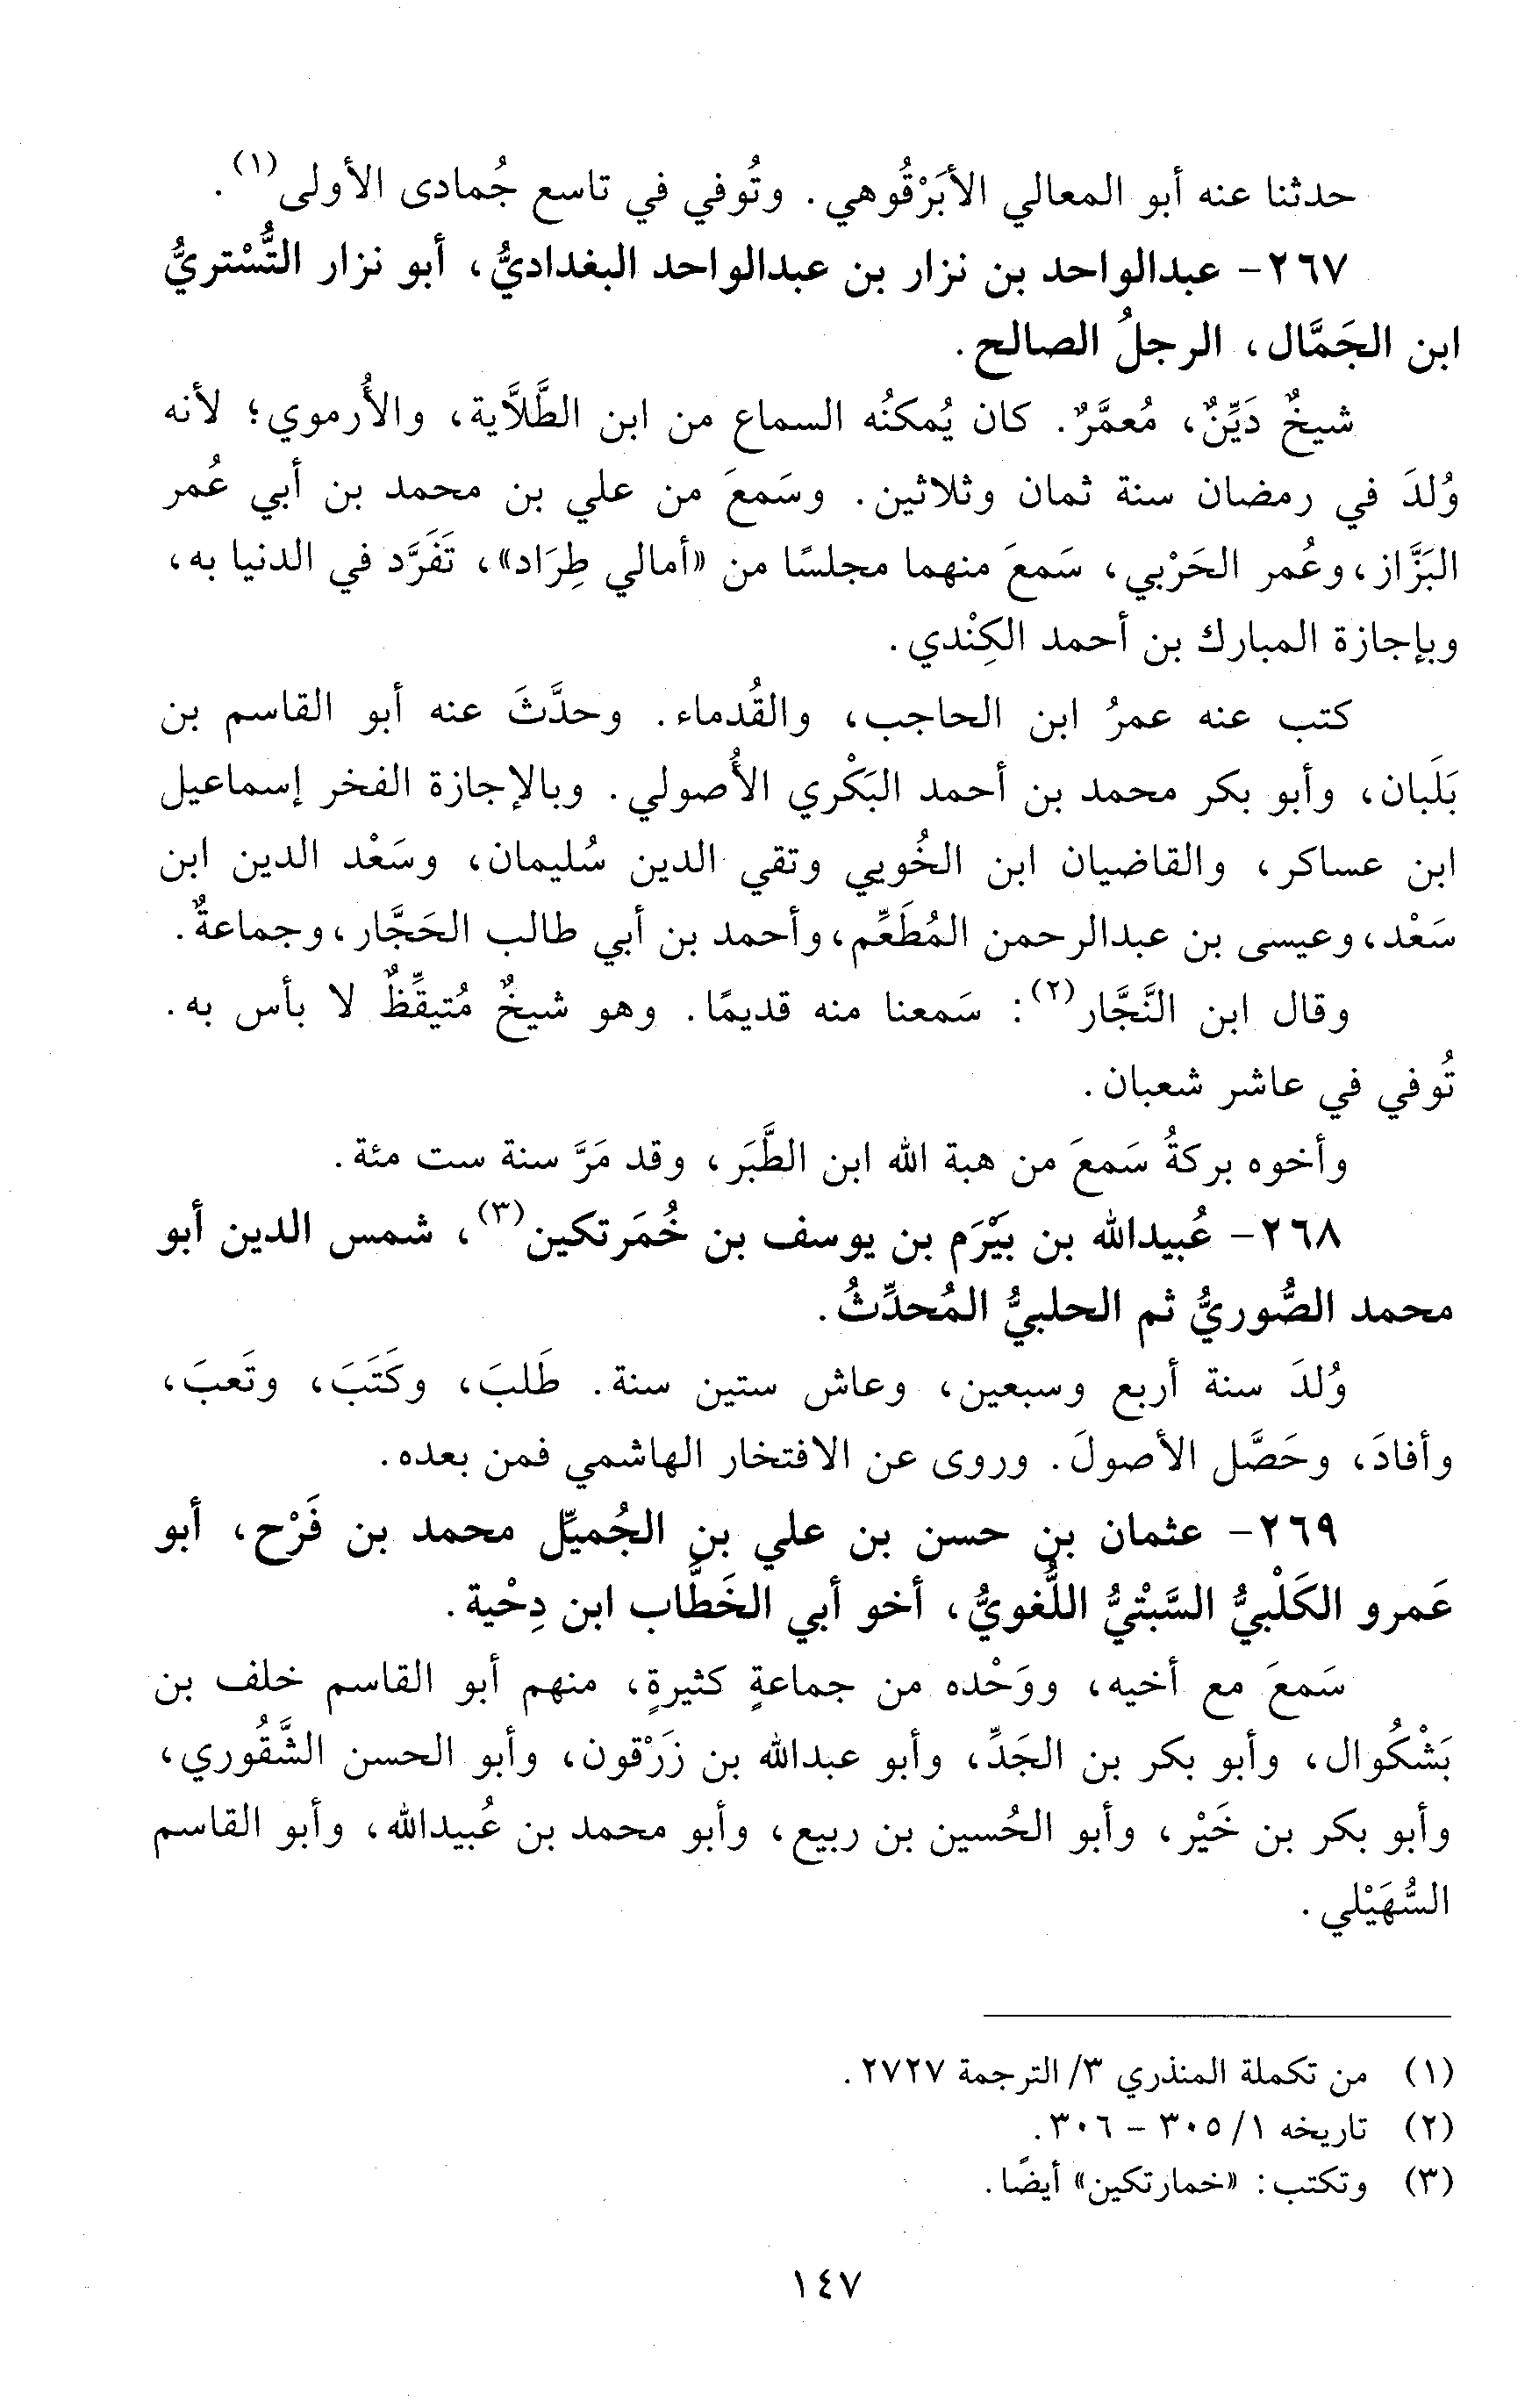 حدثنا عنه أبو المعالي الأبَرْقُوهي. وتُوفي في تاسع جُمادى الأولى(١).
٢٦٧- عبدالواحد بن نزار بن عبدالواحد البغداديُّ، أبو نزار التُّسْتريُّ
ابن الجَمَّال، الرجلُ الصالح.
شيخٌ دَيِّنٌ، مُعمَّرٌ. كان يُمكنُه السماع من ابن الطَّلَّاية، والأُرموي؛ لأنه
وُلدَ في رمضان سنة ثمان وثلاثين. وسَمعَ من علي بن محمد بن أبي عُمر
البَزَّاز، وعُمر الحَرْبي، سَمعَ منهما مجلسًا من «أمالي طِرَاد»، تَفَرَّد في الدنيا به،
وبإجازة المبارك بن أحمد الكِنْدي.
كتب عنه عمرُ ابن الحاجب، والقُدماء. وحدَّثَ عنه أبو القاسم بن
بَلَبان، وأبو بكر محمد بن أحمد البَكْري الأُصولي. وبالإجازة الفخر إسماعيل
ابن عساكر، والقاضيان ابن الخُويي وتقي الدين سُليمان، وسَعْد الدين ابن
سَعْد، وعيسى بن عبدالرحمن المُطَعِّم، وأحمد بن أبي طالب الحَجَّار، وجماعةٌ.
وقال ابن النَّجَّار(٢): سَمعنا منه قديمًا. وهو شيخٌ مُتيقِّظٌ لا بأس به.
تُوفي في عاشر شعبان.
وأخوه بركةُ سَمعَ من هبة الله ابن الطَّبَر، وقد مَرَّ سنة ست مئة.
٢٦٨- عُبيدالله بن بَيْرَم بن يوسف بن خُمَرتكين(٣)، شمس الدين أبو
محمد الصُّوريُّ ثم الحلبيُّ المُحدِّثُ.
وُلدَ سنة أربع وسبعين، وعاش ستين سنة. طَلبَ، وكَتَبَ، وتَعبَ،
وأفادَ، وحَصَّل الأصولَ. وروى عن الافتخار الهاشمي فمن بعده.
٢٦٩- عثمان بن حسن بن علي بن الجُميِّل محمد بن فَرْح، أبو
عَمرو الكَلْبيُّ السَّبْتيُّ اللُّغويُّ، أخو أبي الخَطَّاب ابن دِحْية.
سَمعَ مع أخيه، ووَحْده من جماعةٍ كثيرةٍ، منهم أبو القاسم خلف بن
بَشْكُوال، وأبو بكر بن الجَدِّ، وأبو عبدالله بن زَرْقون، وأبو الحسن الشَّقُوري،
وأبو بكر بن خَيْر، وأبو الحُسين بن ربيع، وأبو محمد بن عُبيدالله، وأبو القاسم
السُّهَيْلي.
(١) من تكملة المنذري ٣/ الترجمة ٢٧٢٧.
(٢) تاريخه ١/ ٣٠٥ - ٣٠٦.
(٣) وتكتب: «خمارتكين» أيضًا.
١٤٧